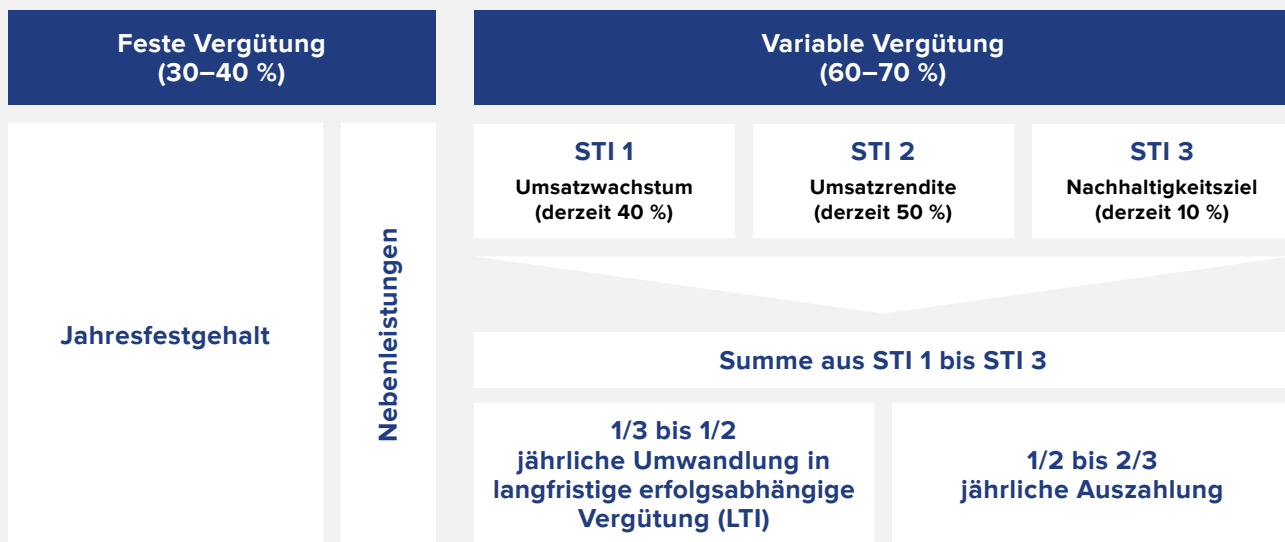 Feste Vergütung
(30–40 %)
Jahresfestgehalt
Nebenleistungen
Variable Vergütung
(60–70 %)
STI 1
Umsatzwachstum
(derzeit 40 %)
STI 2
Umsatzrendite
(derzeit 50 %)
STI 3
Nachhaltigkeitsziel
(derzeit 10 %)
Summe aus STI 1 bis STI 3
1/3 bis 1/2
jährliche Umwandlung in
langfristige erfolgsabhängige
Vergütung (LTI)
1/2 bis 2/3
jährliche Auszahlung